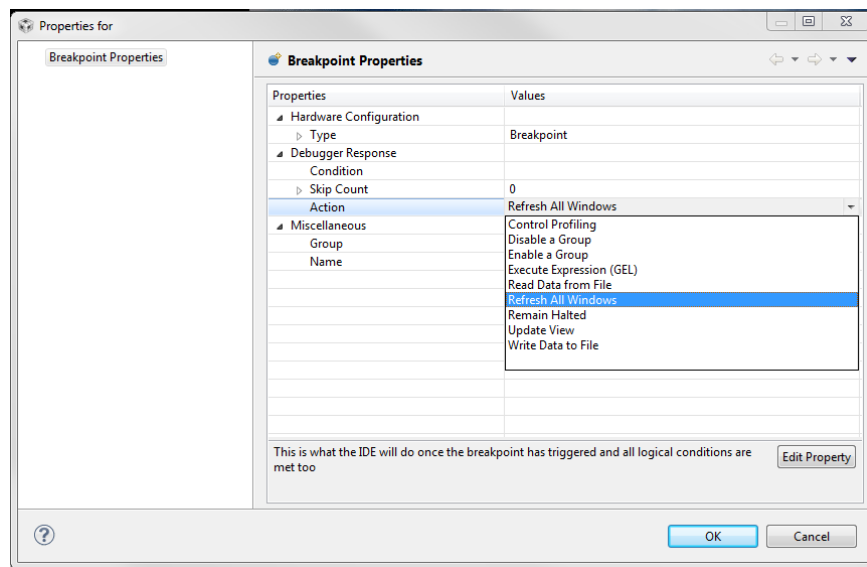 Properties for
Breakpoint Properties
Breakpoint Properties
Properties Values
Hardware Configuration
Type Breakpoint
Debugger Response
Condition
Skip Count 0
Action Refresh All Windows
Miscellaneous
Group
Name
Control Profiling
Disable a Group
Enable a Group
Execute Expression (GEL)
Read Data from File
Refresh All Windows
Remain Halted
Update View
Write Data to File
This is what the IDE will do once the breakpoint has triggered and all logical conditions are
met too
Edit Property
?
OK Cancel